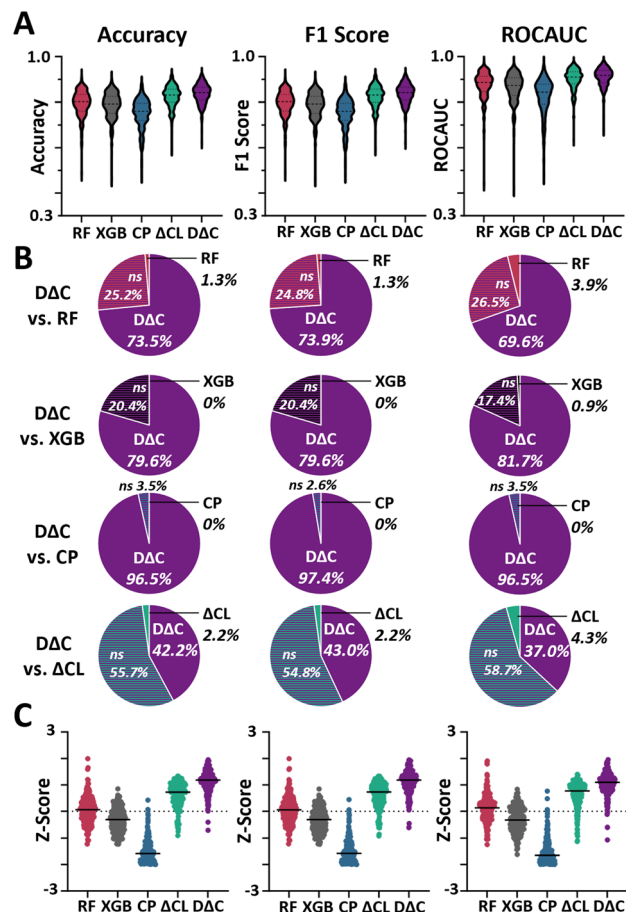 A
Accuracy
F1 Score
ROCAUC
1.0
0.3
Accuracy
RF XGB CP ΔCL DΔC
1.0
0.3
F1 Score
RF XGB CP ΔCL DΔC
1.0
0.3
ROCAUC
RF XGB CP ΔCL DΔC
B
DΔC
vs. RF
ns
25.2%
RF
1.3%
DΔC
73.5%
ns
24.8%
RF
1.3%
DΔC
73.9%
ns
26.5%
RF
3.9%
DΔC
69.6%
DΔC
vs. XGB
ns
20.4%
XGB
0%
DΔC
79.6%
ns
20.4%
XGB
0%
DΔC
79.6%
ns
17.4%
XGB
0.9%
DΔC
81.7%
DΔC
vs. CP
ns 3.5%
CP
0%
DΔC
96.5%
ns 2.6%
CP
0%
DΔC
97.4%
ns 3.5%
CP
0%
DΔC
96.5%
DΔC
vs. ΔCL
ΔCL
2.2%
DΔC
42.2%
ns
55.7%
ΔCL
2.2%
DΔC
43.0%
ns
54.8%
ΔCL
4.3%
DΔC
37.0%
ns
58.7%
C
3
-3
Z-Score
RF XGB CP ΔCL DΔC
3
-3
Z-Score
RF XGB CP ΔCL DΔC
3
-3
Z-Score
RF XGB CP ΔCL DΔC